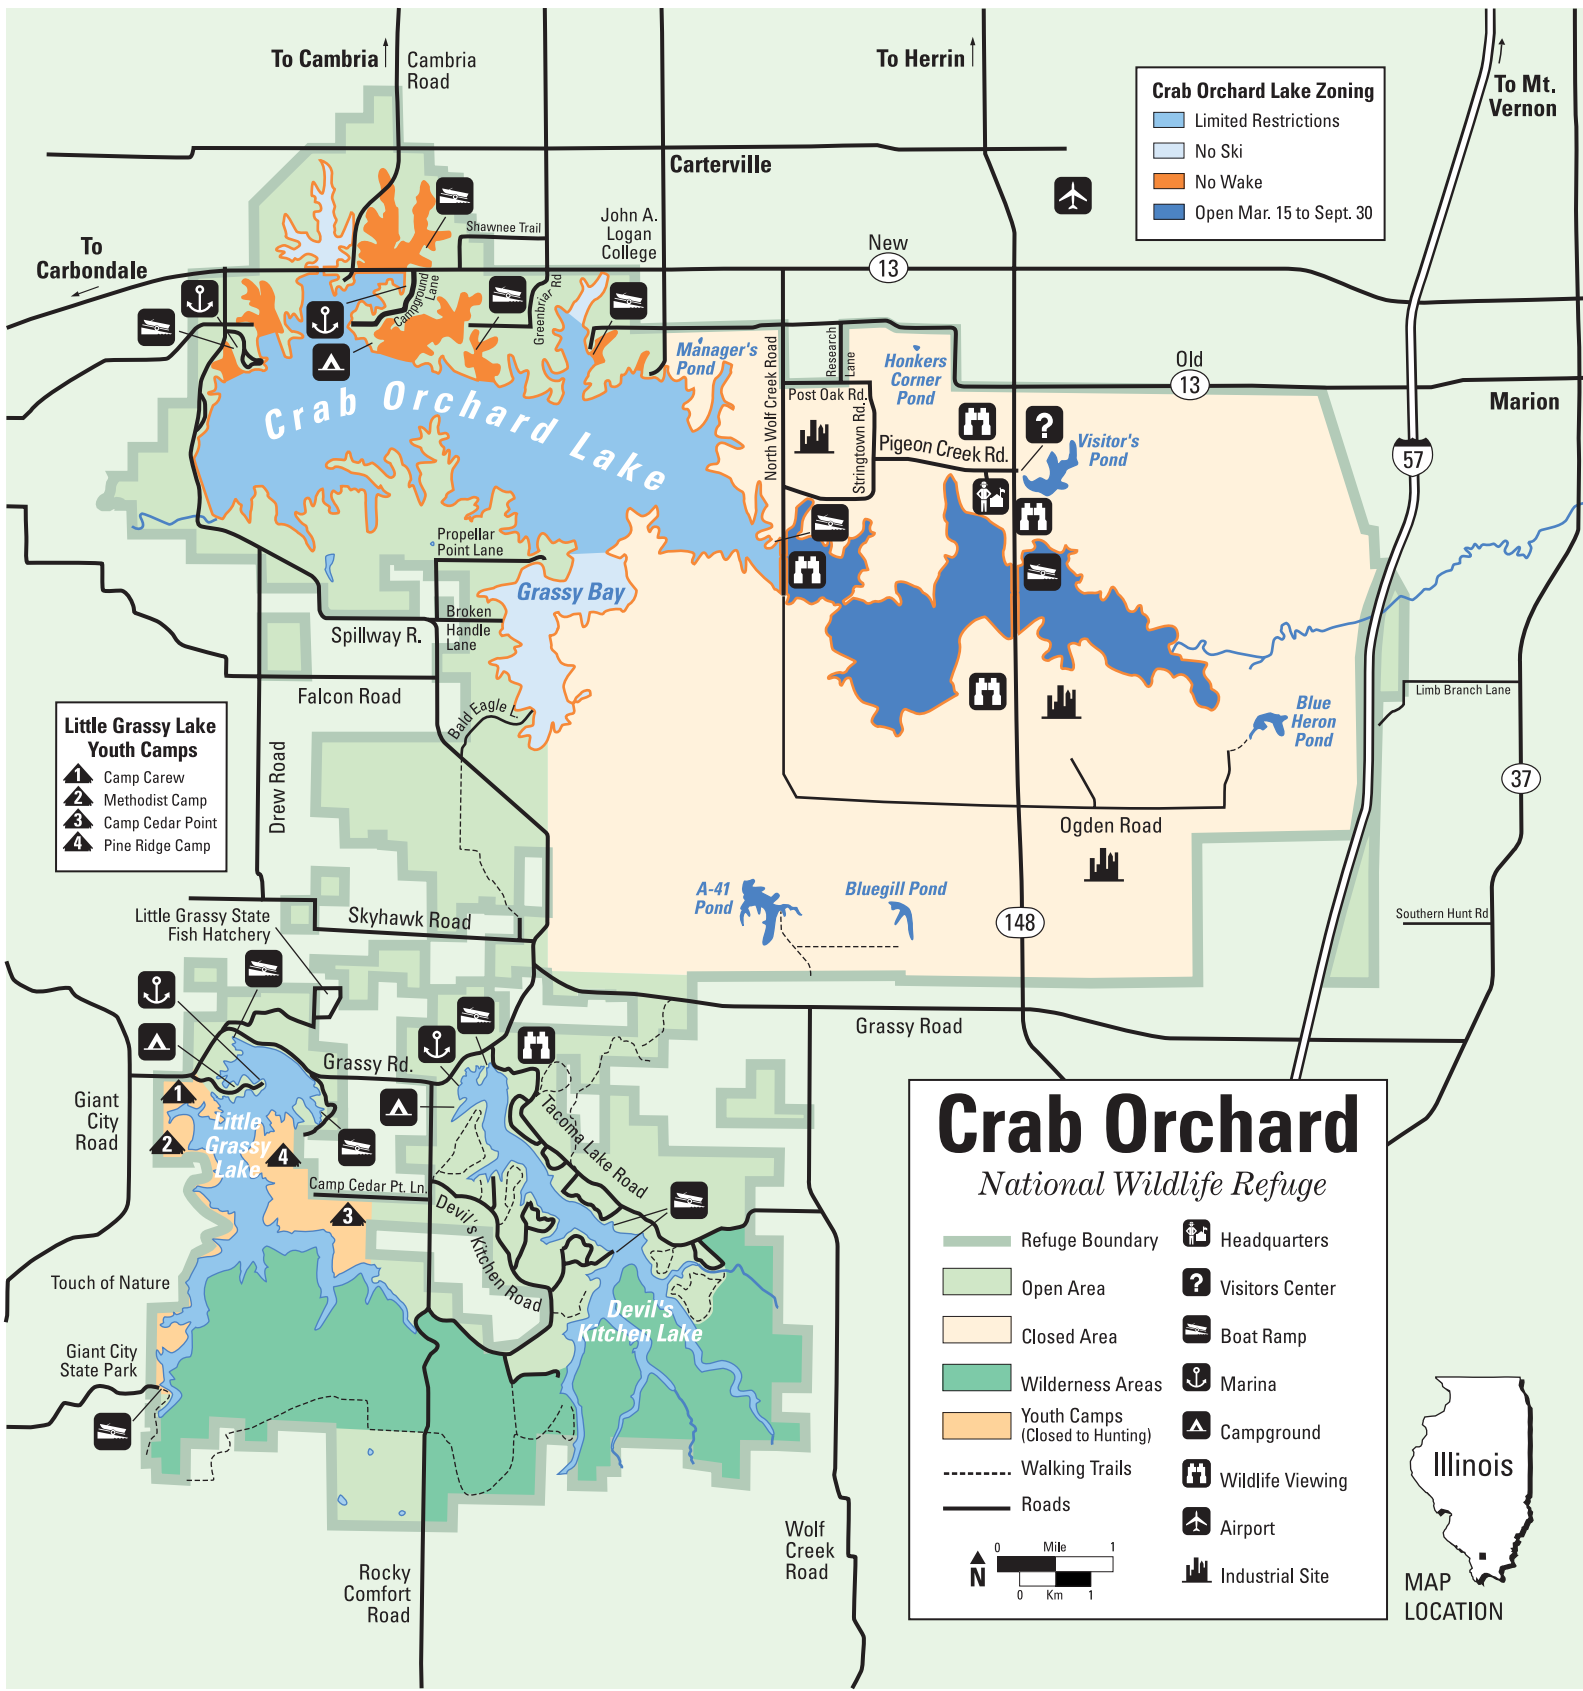 To Cambria
Cambria
Road
To Herrin
To Mt.
Vernon
Crab Orchard Lake Zoning
Limited Restrictions
No Ski
No Wake
Open Mar. 15 to Sept. 30
Carterville
Shawnee Trail
John A.
Logan
College
To
Carbondale
New
13
Campground
Lane
Greenbriar Rd
Manager's
Pond
North Wolf Creek Road
Research
Lane
Honkers
Corner
Pond
Old
13
Marion
Post Oak Rd.
Stringtown Rd.
Pigeon Creek Rd.
?
Visitor's
Pond
57
Crab Orchard Lake
Propellar
Point Lane
Grassy Bay
Broken
Handle
Lane
Spillway R.
Falcon Road
Bald Eagle L.
Limb Branch Lane
Blue
Heron
Pond
Little Grassy Lake
Youth Camps
1 Camp Carew
2 Methodist Camp
3 Camp Cedar Point
4 Pine Ridge Camp
Drew Road
37
Ogden Road
A-41
Pond
Bluegill Pond
148
Southern Hunt Rd
Little Grassy State
Fish Hatchery
Skyhawk Road
Grassy Road
Grassy Rd.
Giant
City
Road
1
2
Little
Grassy
Lake
4
3
Camp Cedar Pt. Ln.
Tacoma Lake Road
Devil's Kitchen Road
Touch of Nature
Devil's
Kitchen Lake
Giant City
State Park
Rocky
Comfort
Road
Wolf
Creek
Road
Crab Orchard
National Wildlife Refuge
Refuge Boundary
Open Area
Closed Area
Wilderness Areas
Youth Camps
(Closed to Hunting)
Walking Trails
Roads
Headquarters
? Visitors Center
Boat Ramp
Marina
Campground
Wildlife Viewing
Airport
Industrial Site
N
0 Mile 1
0 Km 1
Illinois
MAP
LOCATION